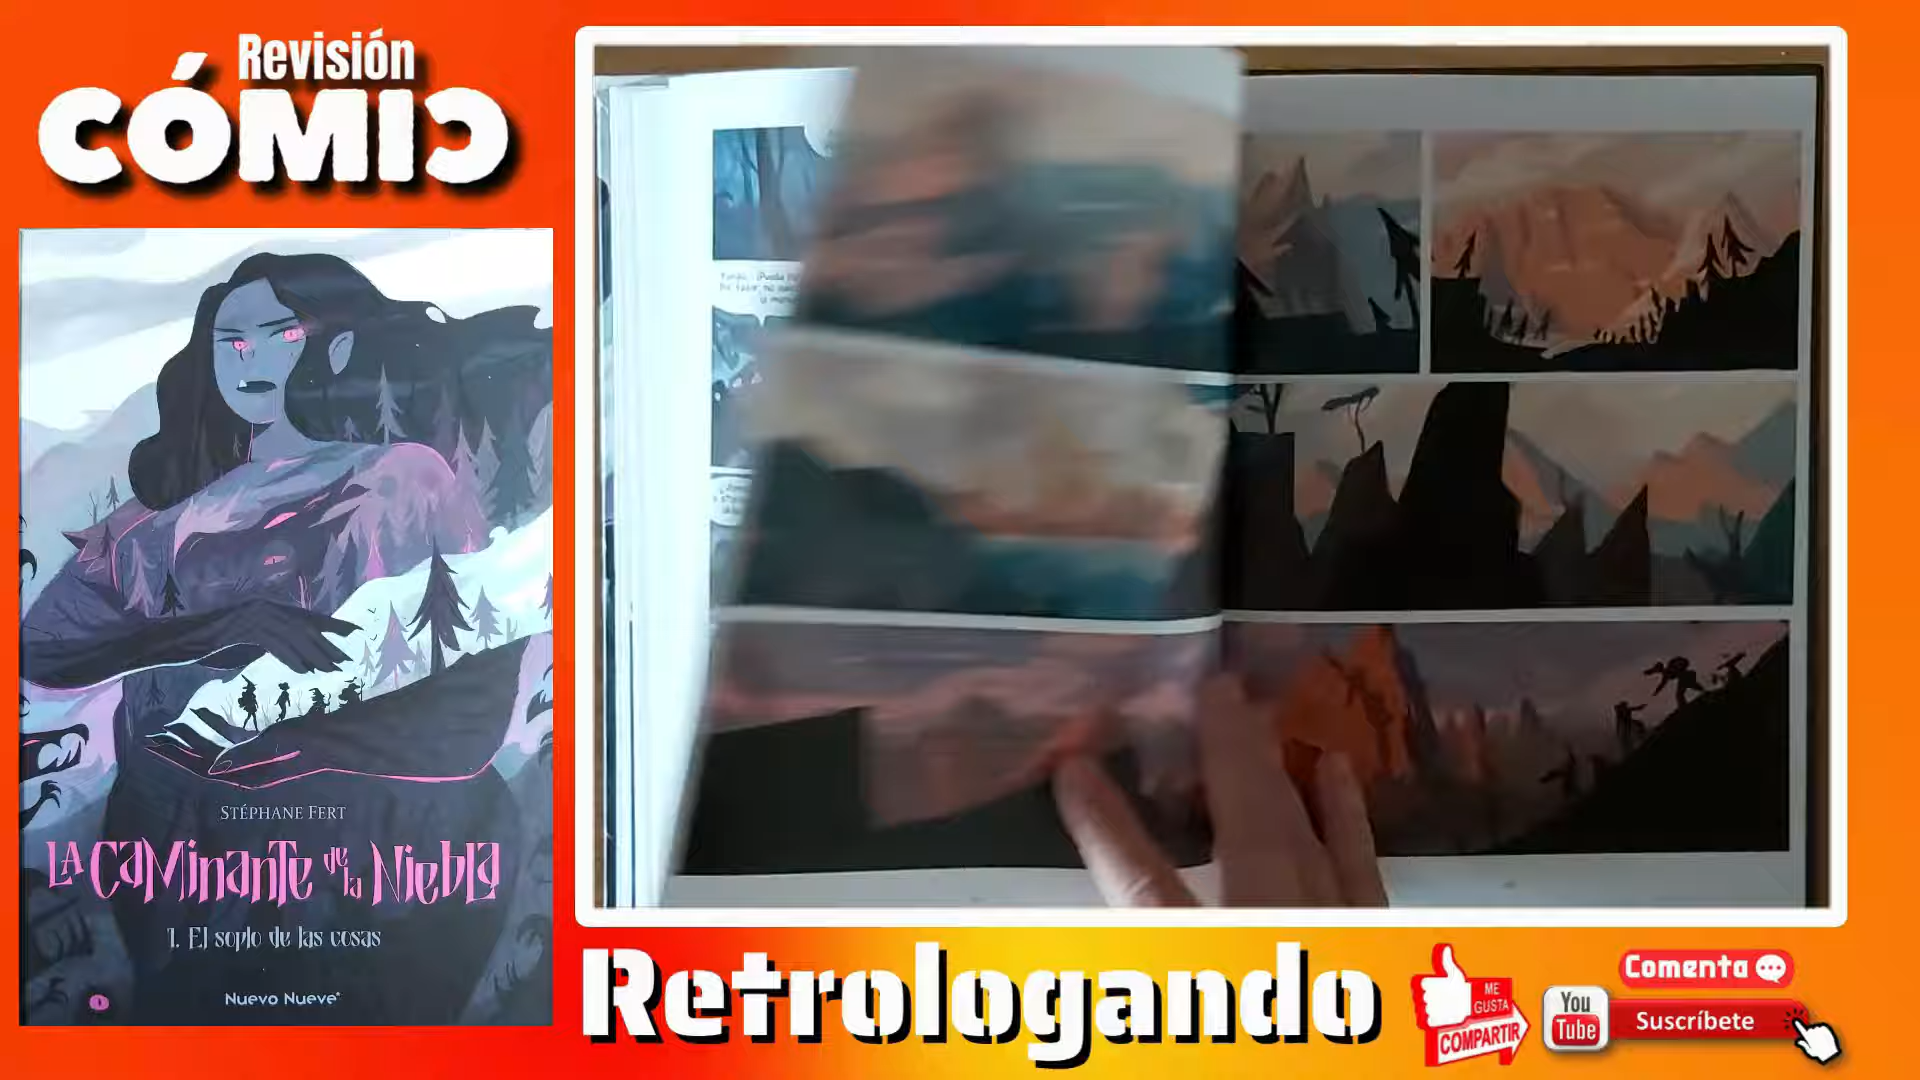 Revisión
CÓMIC
STÉPHANE FERT
LA CAMINANTE de la NIEBLA
1. El soplo de las cosas
Nuevo Nueve
Retrologando
ME
GUSTA
COMPARTIR
Comenta
You
Tube
Suscríbete